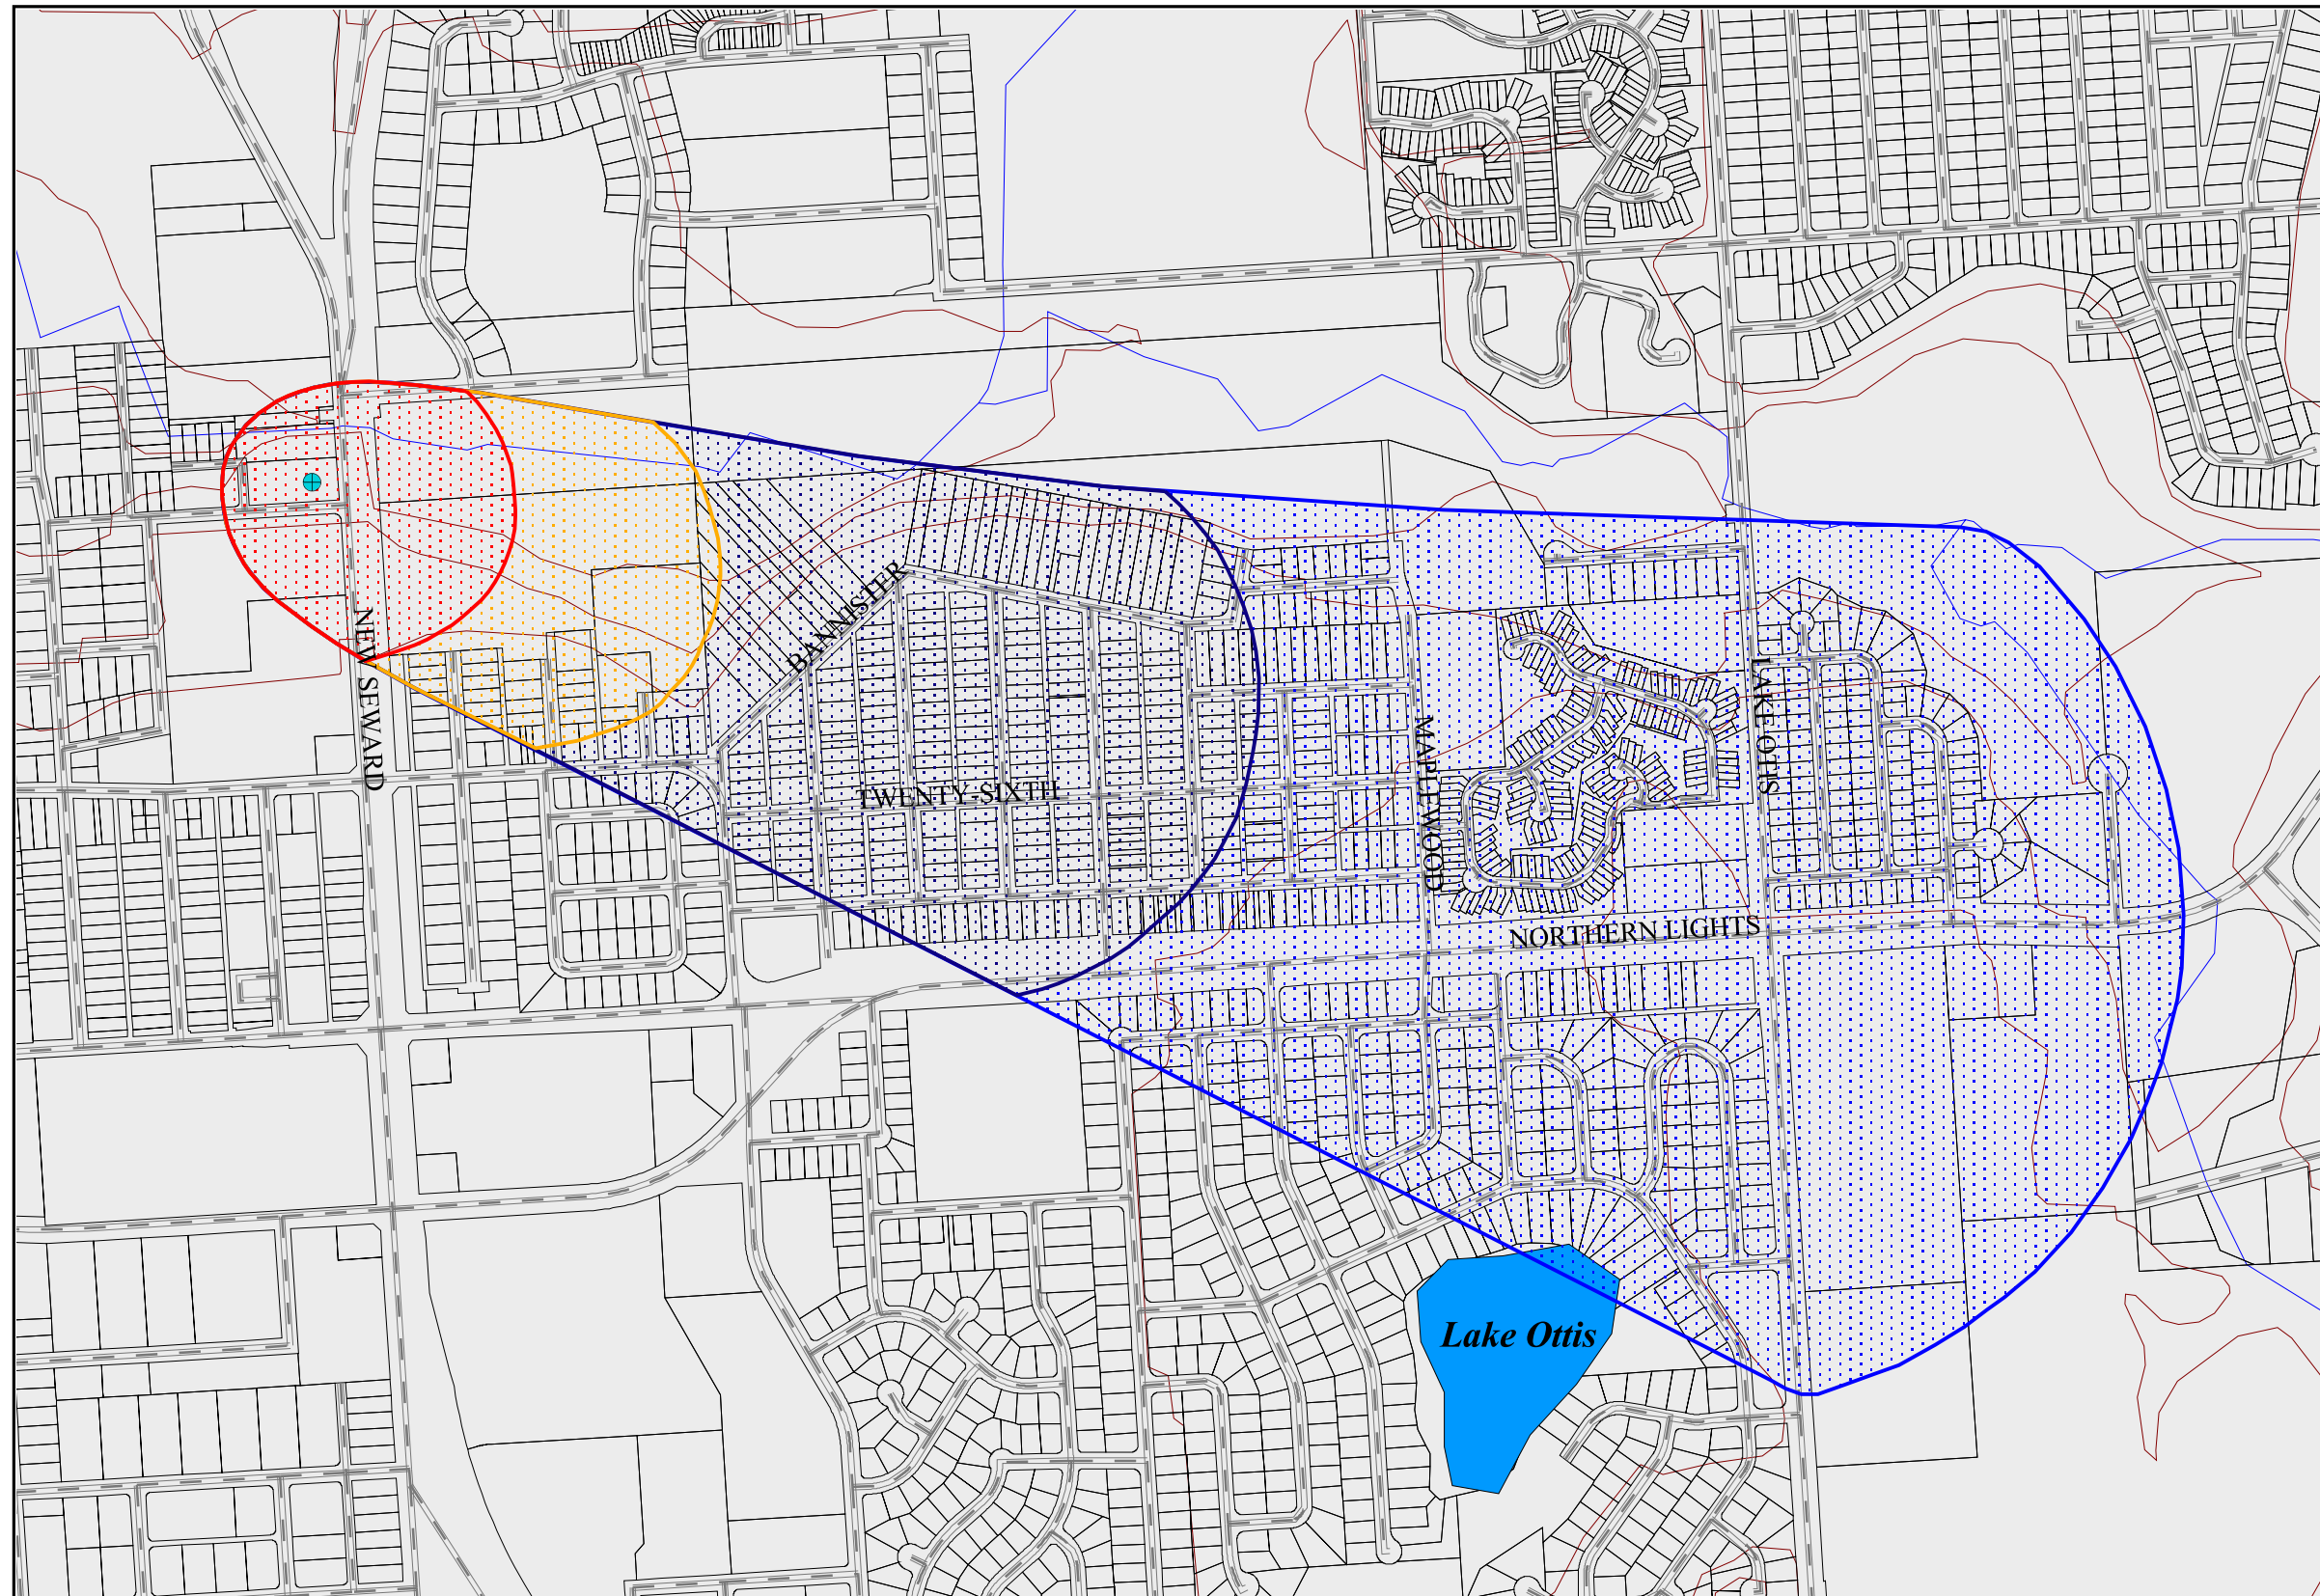 BANNISTER
NEW SEWARD
TWENTY-SIXTH
MAPLEWOOD
LAKE OTIS
NORTHERN LIGHTS
Lake Ottis